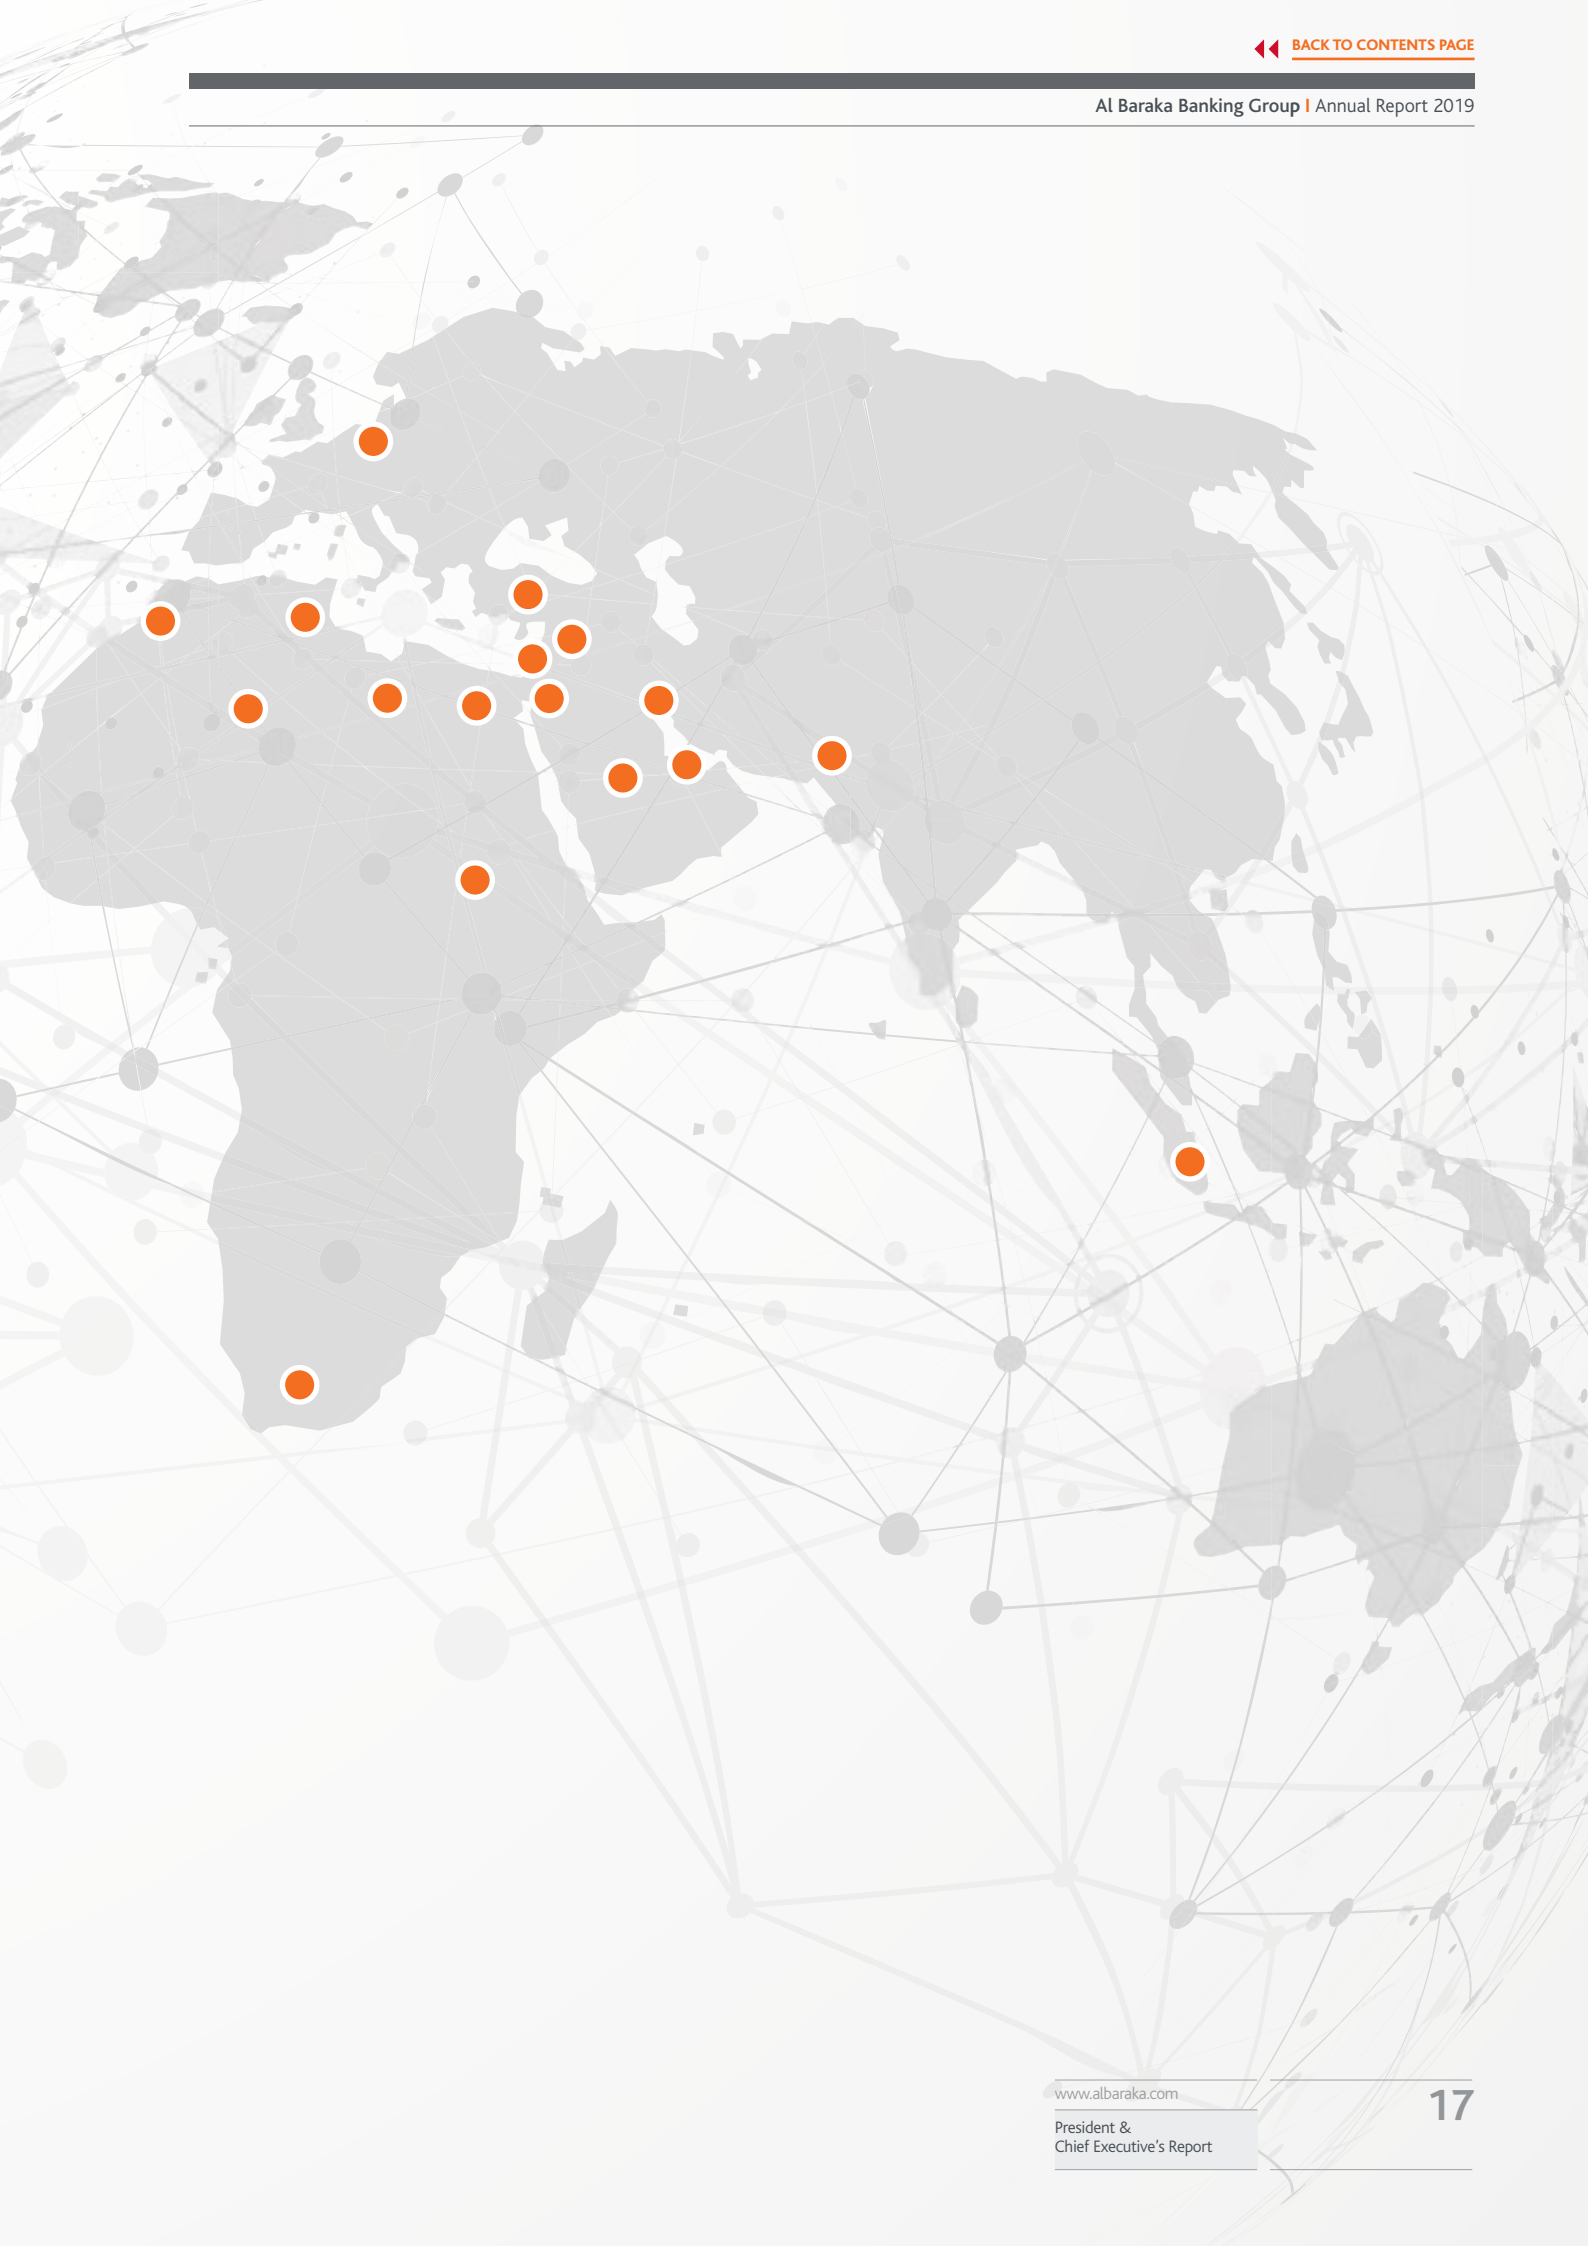 BACK TO CONTENTS PAGE
Al Baraka Banking Group I Annual Report 2019
www.albaraka.com
17
President &
Chief Executive's Report